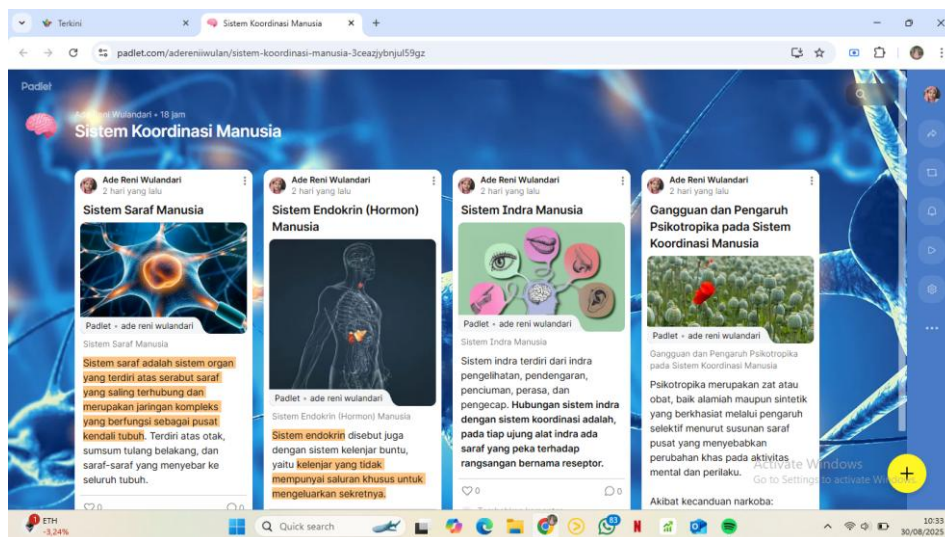 Terkini
Sistem Koordinasi Manusia
padlet.com/adereniiwulan/sistem-koordinasi-manusia-3ceazjybnjul59gz
Padlet
Ade Reni Wulandari • 18 jam
Sistem Koordinasi Manusia
Ade Reni Wulandari
2 hari yang lalu
Sistem Saraf Manusia
Padlet • ade reni wulandari
Sistem Saraf Manusia
Sistem saraf adalah sistem organ
yang terdiri atas serabut saraf
yang saling terhubung dan
merupakan jaringan kompleks
yang berfungsi sebagai pusat
kendali tubuh. Terdiri atas otak,
sumsum tulang belakang, dan
saraf-saraf yang menyebar ke
seluruh tubuh.
0
0
Ade Reni Wulandari
2 hari yang lalu
Sistem Endokrin (Hormon)
Manusia
Padlet • ade reni wulandari
Sistem Endokrin (Hormon) Manusia
Sistem endokrin disebut juga
dengan sistem kelenjar buntu,
yaitu kelenjar yang tidak
mempunyai saluran khusus untuk
mengeluarkan sekretnya.
Ade Reni Wulandari
2 hari yang lalu
Sistem Indra Manusia
Padlet • ade reni wulandari
Sistem Indra Manusia
Sistem indra terdiri dari indra
pengelihatan, pendengaran,
penciuman, perasa, dan
pengecap. Hubungan sistem indra
dengan sistem koordinasi adalah,
pada tiap ujung alat indra ada
saraf yang peka terhadap
rangsangan bernama reseptor.
0
0
Ade Reni Wulandari
2 hari yang lalu
Gangguan dan Pengaruh
Psikotropika pada Sistem
Koordinasi Manusia
Padlet • ade reni wulandari
Gangguan dan Pengaruh Psikotropika
pada Sistem Koordinasi Manusia
Psikotropika merupakan zat atau
obat, baik alamiah maupun sintetik
yang berkhasiat melalui pengaruh
selektif menurut susunan saraf
pusat yang menyebabkan
perubahan khas pada aktivitas
mental dan perilaku.
Akibat kecanduan narkoba:
Activate Windows
Go to Settings to activate Windows.
1
ETH
-3,24%
Quick search
83
10:33
30/08/2025